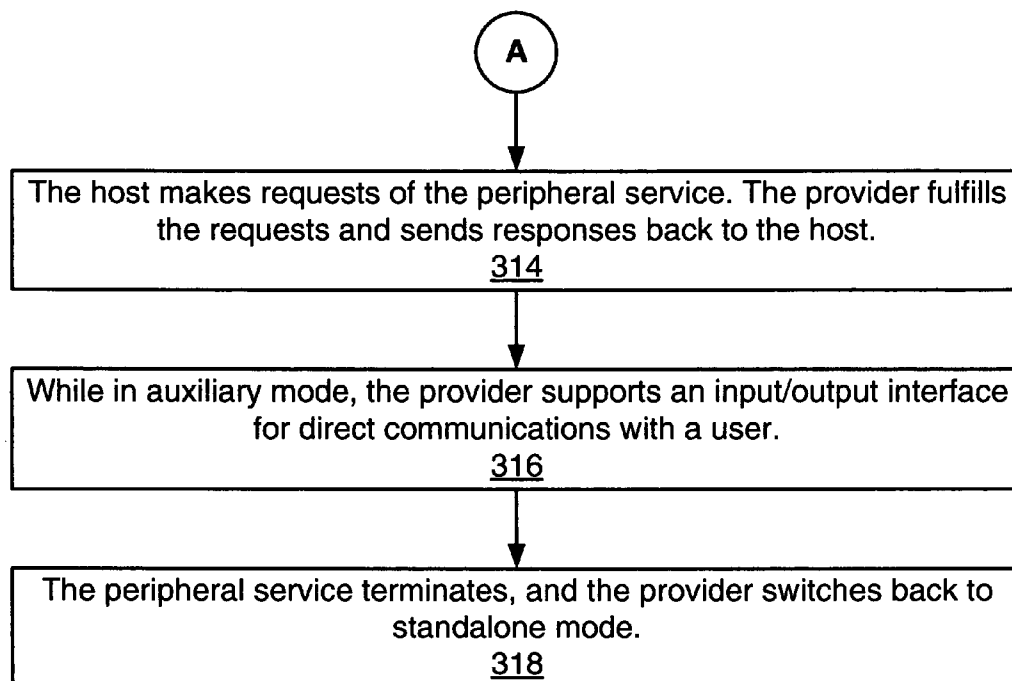 A
The host makes requests of the peripheral service. The provider fulfills
the requests and sends responses back to the host.
314
While in auxiliary mode, the provider supports an input/output interface
for direct communications with a user.
316
The peripheral service terminates, and the provider switches back to
standalone mode.
318